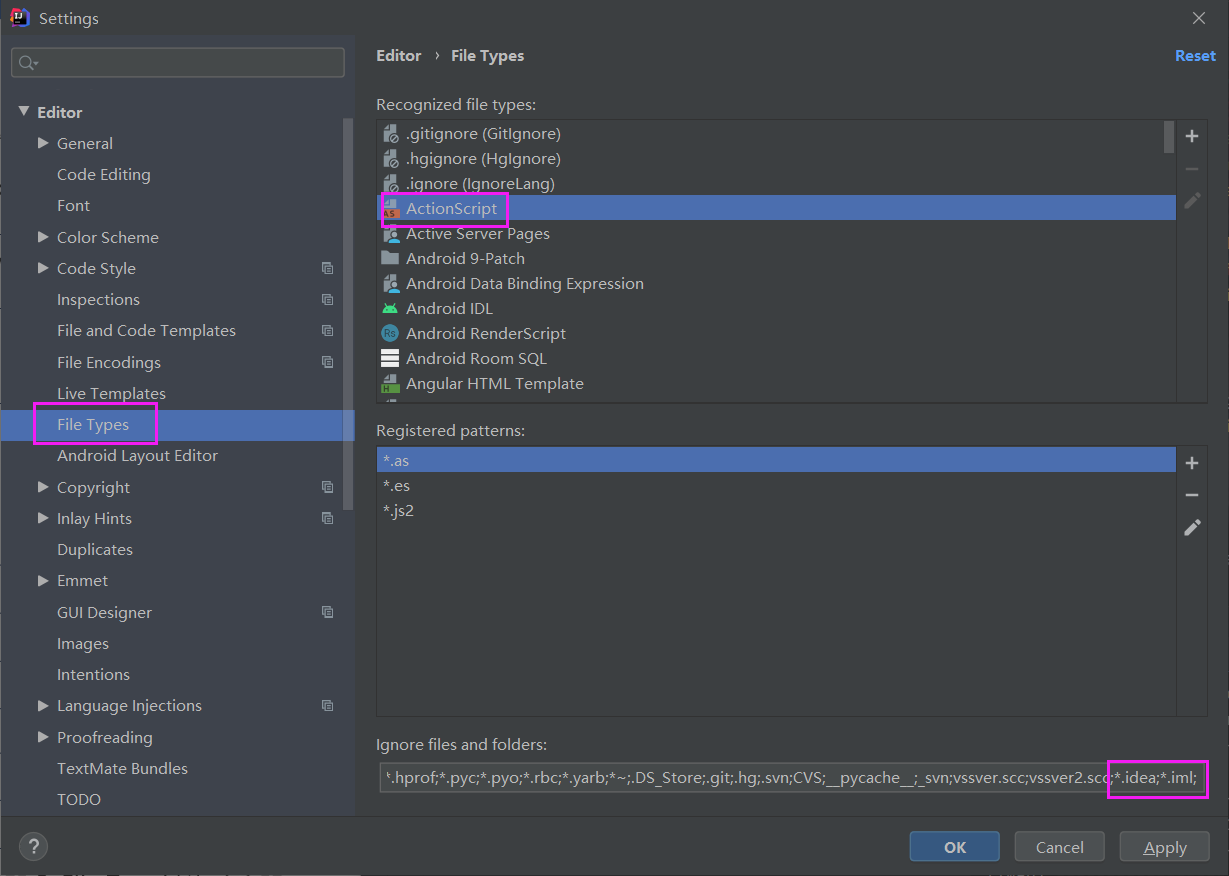 Settings
Editor › File Types
Reset
Editor
General
Code Editing
Font
Color Scheme
Code Style
Inspections
File and Code Templates
File Encodings
Live Templates
File Types
Android Layout Editor
Copyright
Inlay Hints
Duplicates
Emmet
GUI Designer
Images
Intentions
Language Injections
Proofreading
TextMate Bundles
TODO
Recognized file types:
.gitignore (GitIgnore)
.hgignore (HgIgnore)
.ignore (IgnoreLang)
ActionScript
Active Server Pages
Android 9-Patch
Android Data Binding Expression
Android IDL
Android RenderScript
Android Room SQL
Angular HTML Template
Registered patterns:
*.as
*.es
*.js2
Ignore files and folders:
*.hprof;*.pyc;*.pyo;*.rbc;*.yarb;*~;.DS_Store;.git;.hg;.svn;CVS;__pycache__;_svn;vssver.scc;vssver2.scc;*.idea;*.iml;
?
OK
Cancel
Apply